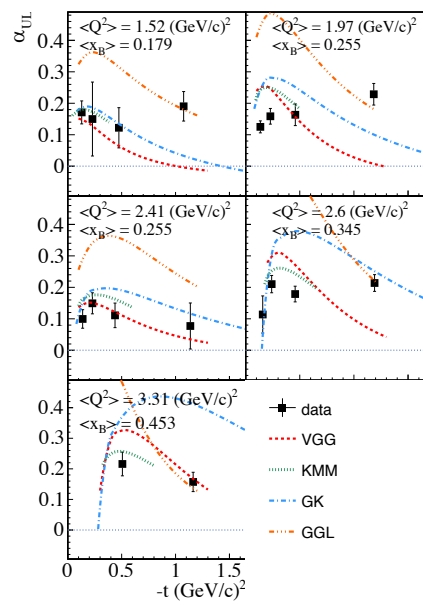 α_UL
<Q²> = 1.52 (GeV/c)²
<x_B> = 0.179
<Q²> = 1.97 (GeV/c)²
<x_B> = 0.255
0.4
0.3
0.2
0.1
0
<Q²> = 2.41 (GeV/c)²
<x_B> = 0.255
<Q²> = 2.6 (GeV/c)²
<x_B> = 0.345
0.4
0.3
0.2
0.1
0
<Q²> = 3.31 (GeV/c)²
<x_B> = 0.453
0.4
0.3
0.2
0.1
0
0 0.5 1 1.5
-t (GeV/c)²
data
VGG
KMM
GK
GGL